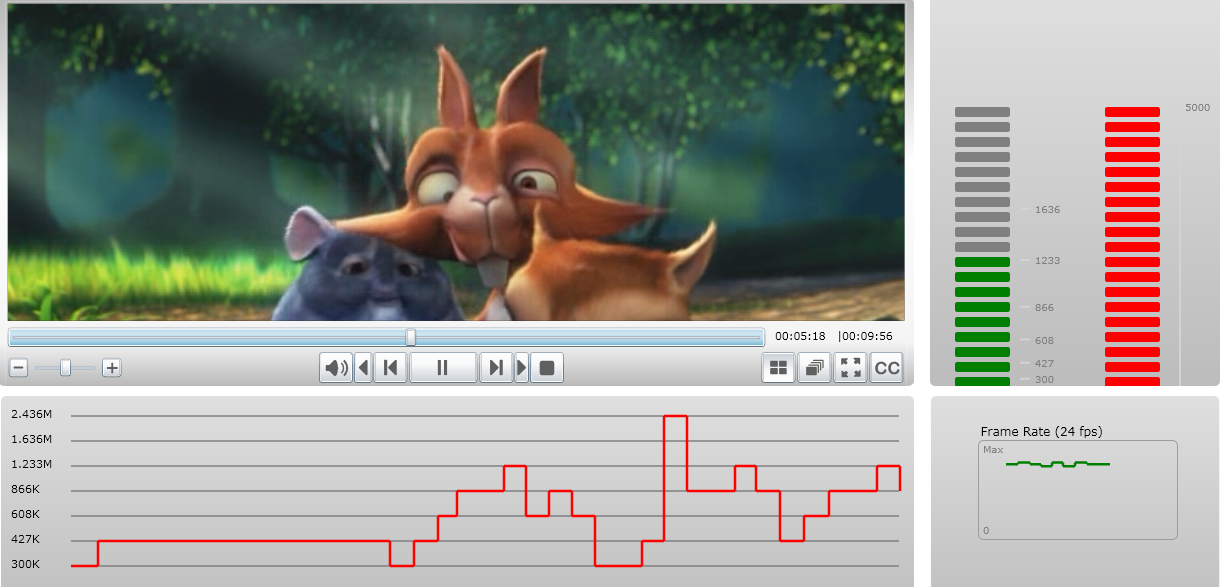 5000
1636
1233
866
608
427
300
00:05:18 |00:09:56
CC
2.436M
1.636M
1.233M
866K
608K
427K
300K
Frame Rate (24 fps)
Max
0